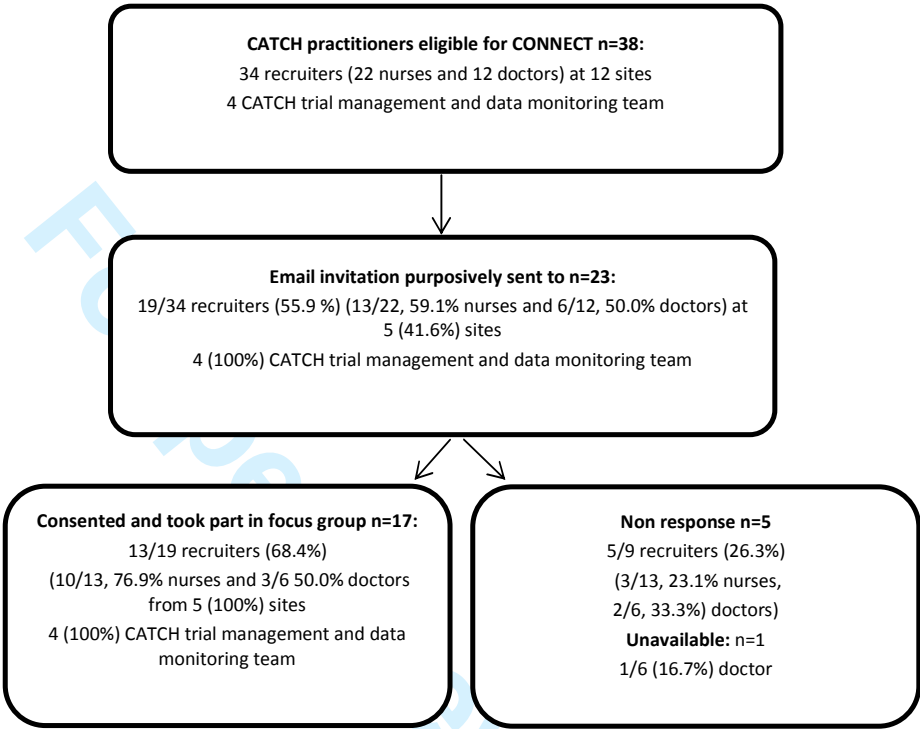 CATCH practitioners eligible for CONNECT n=38:
34 recruiters (22 nurses and 12 doctors) at 12 sites
4 CATCH trial management and data monitoring team
Email invitation purposively sent to n=23:
19/34 recruiters (55.9 %) (13/22, 59.1% nurses and 6/12, 50.0% doctors) at
5 (41.6%) sites
4 (100%) CATCH trial management and data monitoring team
Consented and took part in focus group n=17:
13/19 recruiters (68.4%)
(10/13, 76.9% nurses and 3/6 50.0% doctors
from 5 (100%) sites
4 (100%) CATCH trial management and data
monitoring team
Non response n=5
5/9 recruiters (26.3%)
(3/13, 23.1% nurses,
2/6, 33.3%) doctors)
Unavailable: n=1
1/6 (16.7%) doctor